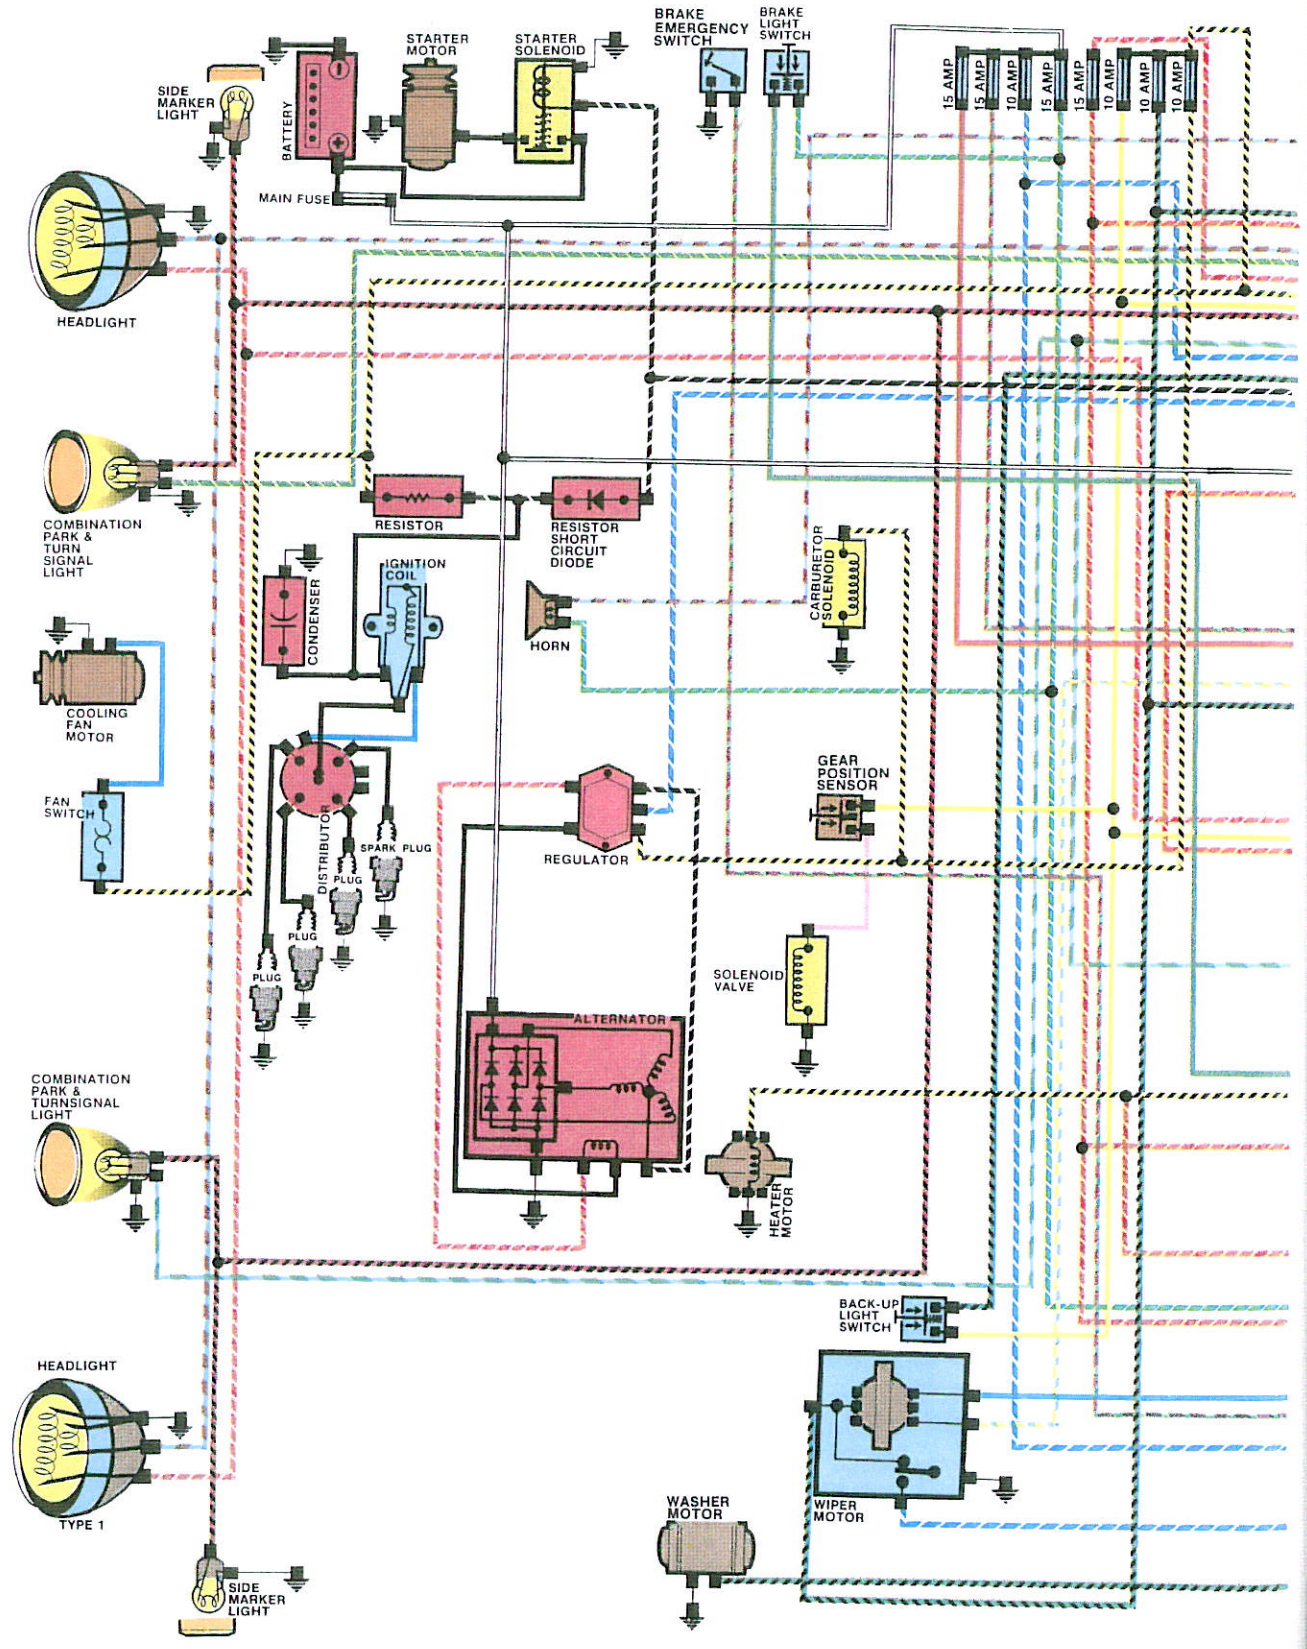 BRAKE
EMERGENCY
SWITCH
BRAKE
LIGHT
SWITCH
STARTER
MOTOR
STARTER
SOLENOID
SIDE
MARKER
LIGHT
BATTERY
15 AMP
15 AMP
10 AMP
15 AMP
15 AMP
10 AMP
10 AMP
10 AMP
MAIN FUSE
HEADLIGHT
COMBINATION
PARK &
TURN
SIGNAL
LIGHT
RESISTOR
RESISTOR
SHORT
CIRCUIT
DIODE
CARBURETOR
SOLENOID
IGNITION
COIL
CONDENSER
HORN
COOLING
FAN
MOTOR
GEAR
POSITION
SENSOR
FAN
SWITCH
DISTRIBUTOR
SPARK PLUG
REGULATOR
PLUG
PLUG
PLUG
SOLENOID
VALVE
ALTERNATOR
COMBINATION
PARK &
TURNSIGNAL
LIGHT
HEATER
MOTOR
BACK-UP
LIGHT
SWITCH
HEADLIGHT
TYPE 1
WASHER
MOTOR
WIPER
MOTOR
SIDE
MARKER
LIGHT